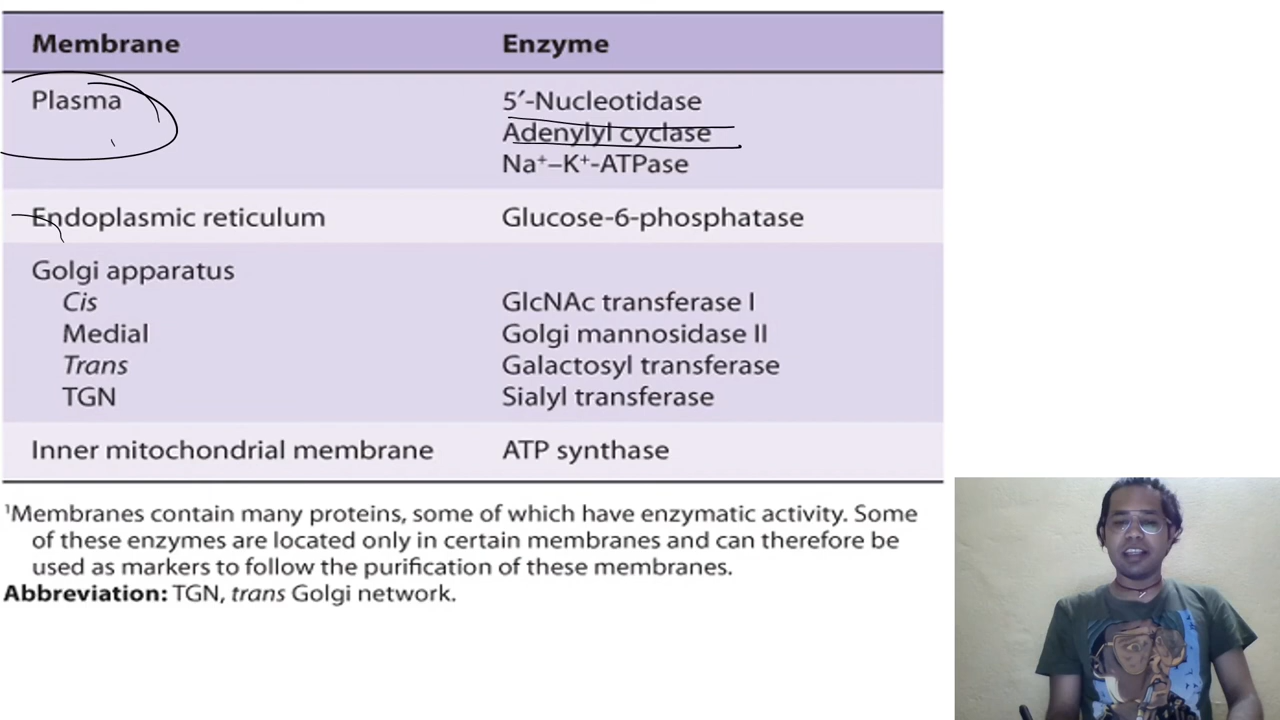 Membrane Enzyme
Plasma 5′-Nucleotidase
Adenylyl cyclase
Na⁺–K⁺-ATPase
Endoplasmic reticulum Glucose-6-phosphatase
Golgi apparatus
Cis GlcNAc transferase I
Medial Golgi mannosidase II
Trans Galactosyl transferase
TGN Sialyl transferase
Inner mitochondrial membrane ATP synthase
¹Membranes contain many proteins, some of which have enzymatic activity. Some
of these enzymes are located only in certain membranes and can therefore be
used as markers to follow the purification of these membranes.
Abbreviation: TGN, trans Golgi network.